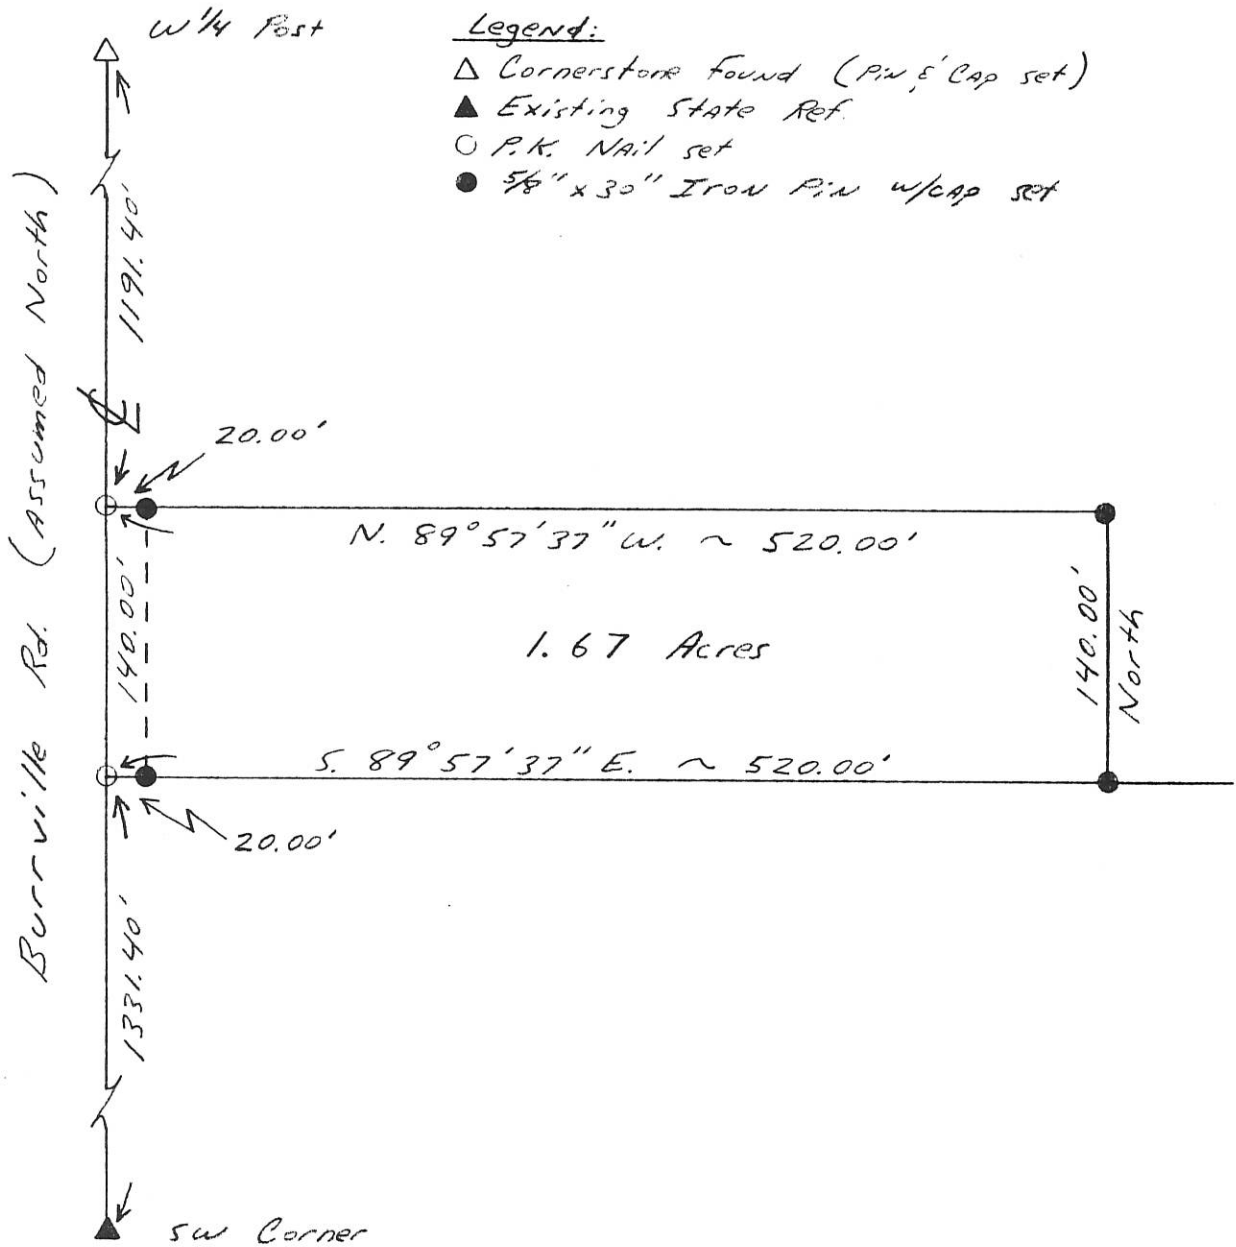 W 1/4 Post
Legend:
△ Cornerstone Found (Pin & Cap set)
▲ Existing State Ref.
○ P.K. Nail set
● 5/8" x 30" Iron Pin w/cap set
Burrville Rd. (Assumed North)
1191.40'
℄
20.00'
N. 89° 57' 37" W. ~ 520.00'
140.00'
1.67 Acres
140.00'
North
S. 89° 57' 37" E. ~ 520.00'
20.00'
1331.40'
SW Corner